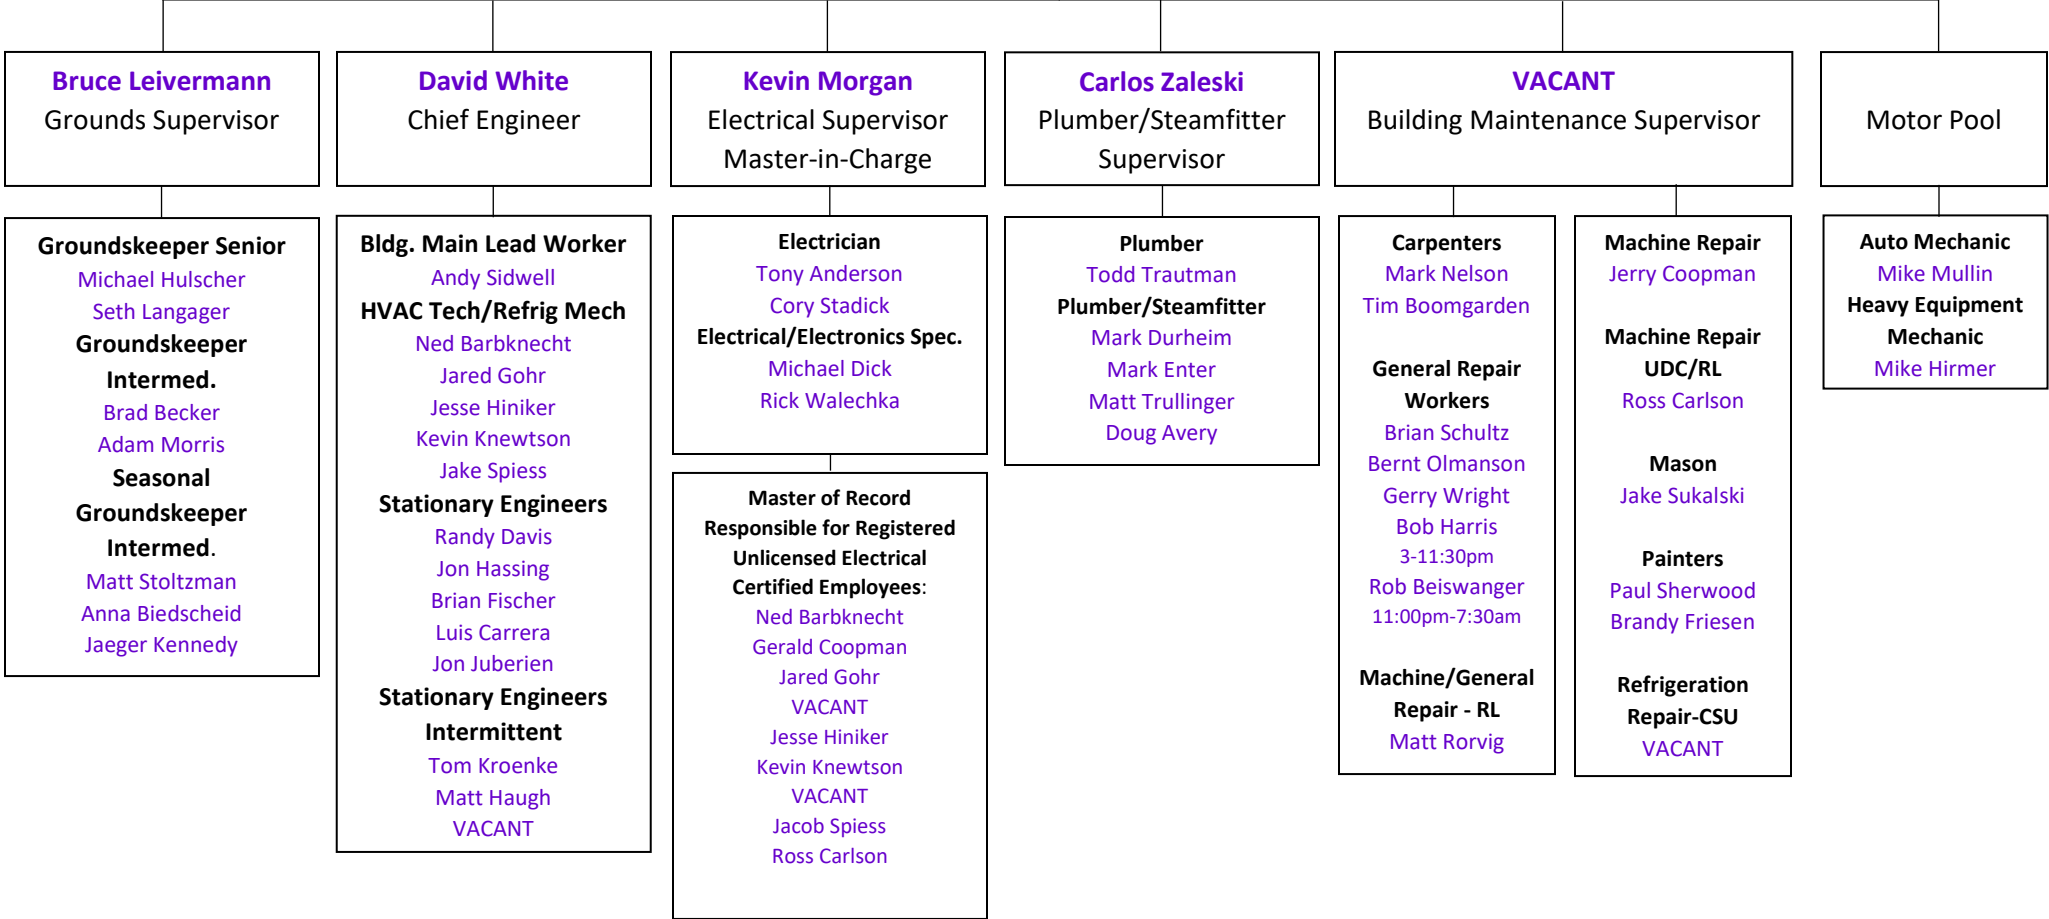 Bruce Leivermann
Grounds Supervisor
David White
Chief Engineer
Kevin Morgan
Electrical Supervisor
Master-in-Charge
Carlos Zaleski
Plumber/Steamfitter
Supervisor
VACANT
Building Maintenance Supervisor
Motor Pool
Groundskeeper Senior
Michael Hulscher
Seth Langager
Groundskeeper
Intermed.
Brad Becker
Adam Morris
Seasonal
Groundskeeper
Intermed.
Matt Stoltzman
Anna Biedscheid
Jaeger Kennedy
Bldg. Main Lead Worker
Andy Sidwell
HVAC Tech/Refrig Mech
Ned Barbknecht
Jared Gohr
Jesse Hiniker
Kevin Knewtson
Jake Spiess
Stationary Engineers
Randy Davis
Jon Hassing
Brian Fischer
Luis Carrera
Jon Juberien
Stationary Engineers
Intermittent
Tom Kroenke
Matt Haugh
VACANT
Electrician
Tony Anderson
Cory Stadick
Electrical/Electronics Spec.
Michael Dick
Rick Walechka
Master of Record
Responsible for Registered
Unlicensed Electrical
Certified Employees:
Ned Barbknecht
Gerald Coopman
Jared Gohr
VACANT
Jesse Hiniker
Kevin Knewtson
VACANT
Jacob Spiess
Ross Carlson
Plumber
Todd Trautman
Plumber/Steamfitter
Mark Durheim
Mark Enter
Matt Trullinger
Doug Avery
Carpenters
Mark Nelson
Tim Boomgarden
General Repair
Workers
Brian Schultz
Bernt Olmanson
Gerry Wright
Bob Harris
3-11:30pm
Rob Beiswanger
11:00pm-7:30am
Machine/General
Repair - RL
Matt Rorvig
Machine Repair
Jerry Coopman
Machine Repair
UDC/RL
Ross Carlson
Mason
Jake Sukalski
Painters
Paul Sherwood
Brandy Friesen
Refrigeration
Repair-CSU
VACANT
Auto Mechanic
Mike Mullin
Heavy Equipment
Mechanic
Mike Hirmer